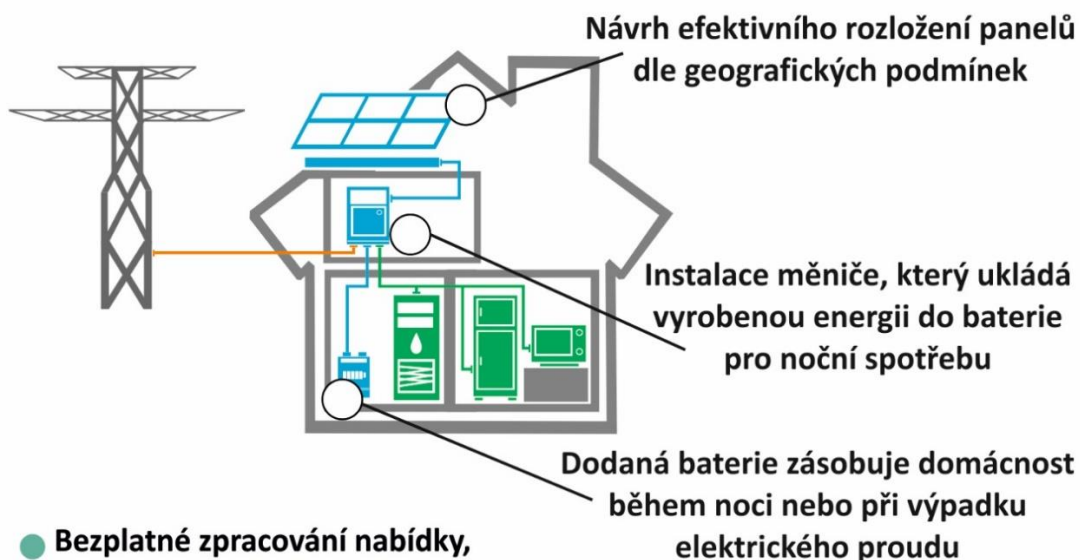 Návrh efektivního rozložení panelů
dle geografických podmínek
Instalace měniče, který ukládá
vyrobenou energii do baterie
pro noční spotřebu
Dodaná baterie zásobuje domácnost
během noci nebo při výpadku
elektrického proudu
Bezplatné zpracování nabídky,